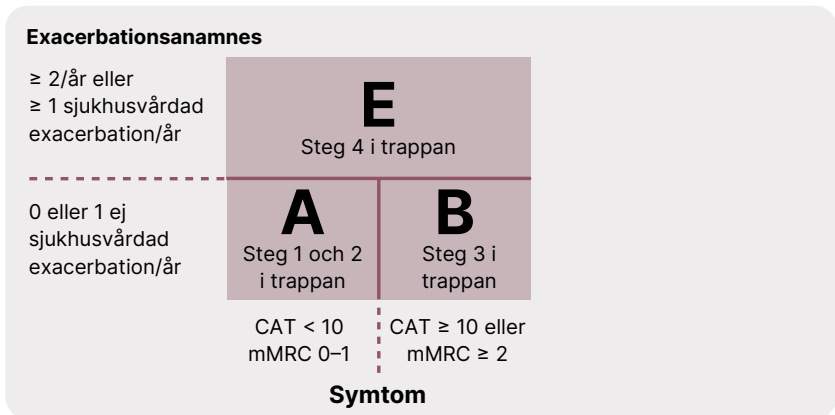 Exacerbationsanamnes
≥ 2/år eller
≥ 1 sjukhusvårdad
exacerbation/år
E
Steg 4 i trappan
0 eller 1 ej
sjukhusvårdad
exacerbation/år
A
Steg 1 och 2
i trappan
B
Steg 3 i
trappan
CAT < 10
mMRC 0–1
CAT ≥ 10 eller
mMRC ≥ 2
Symtom